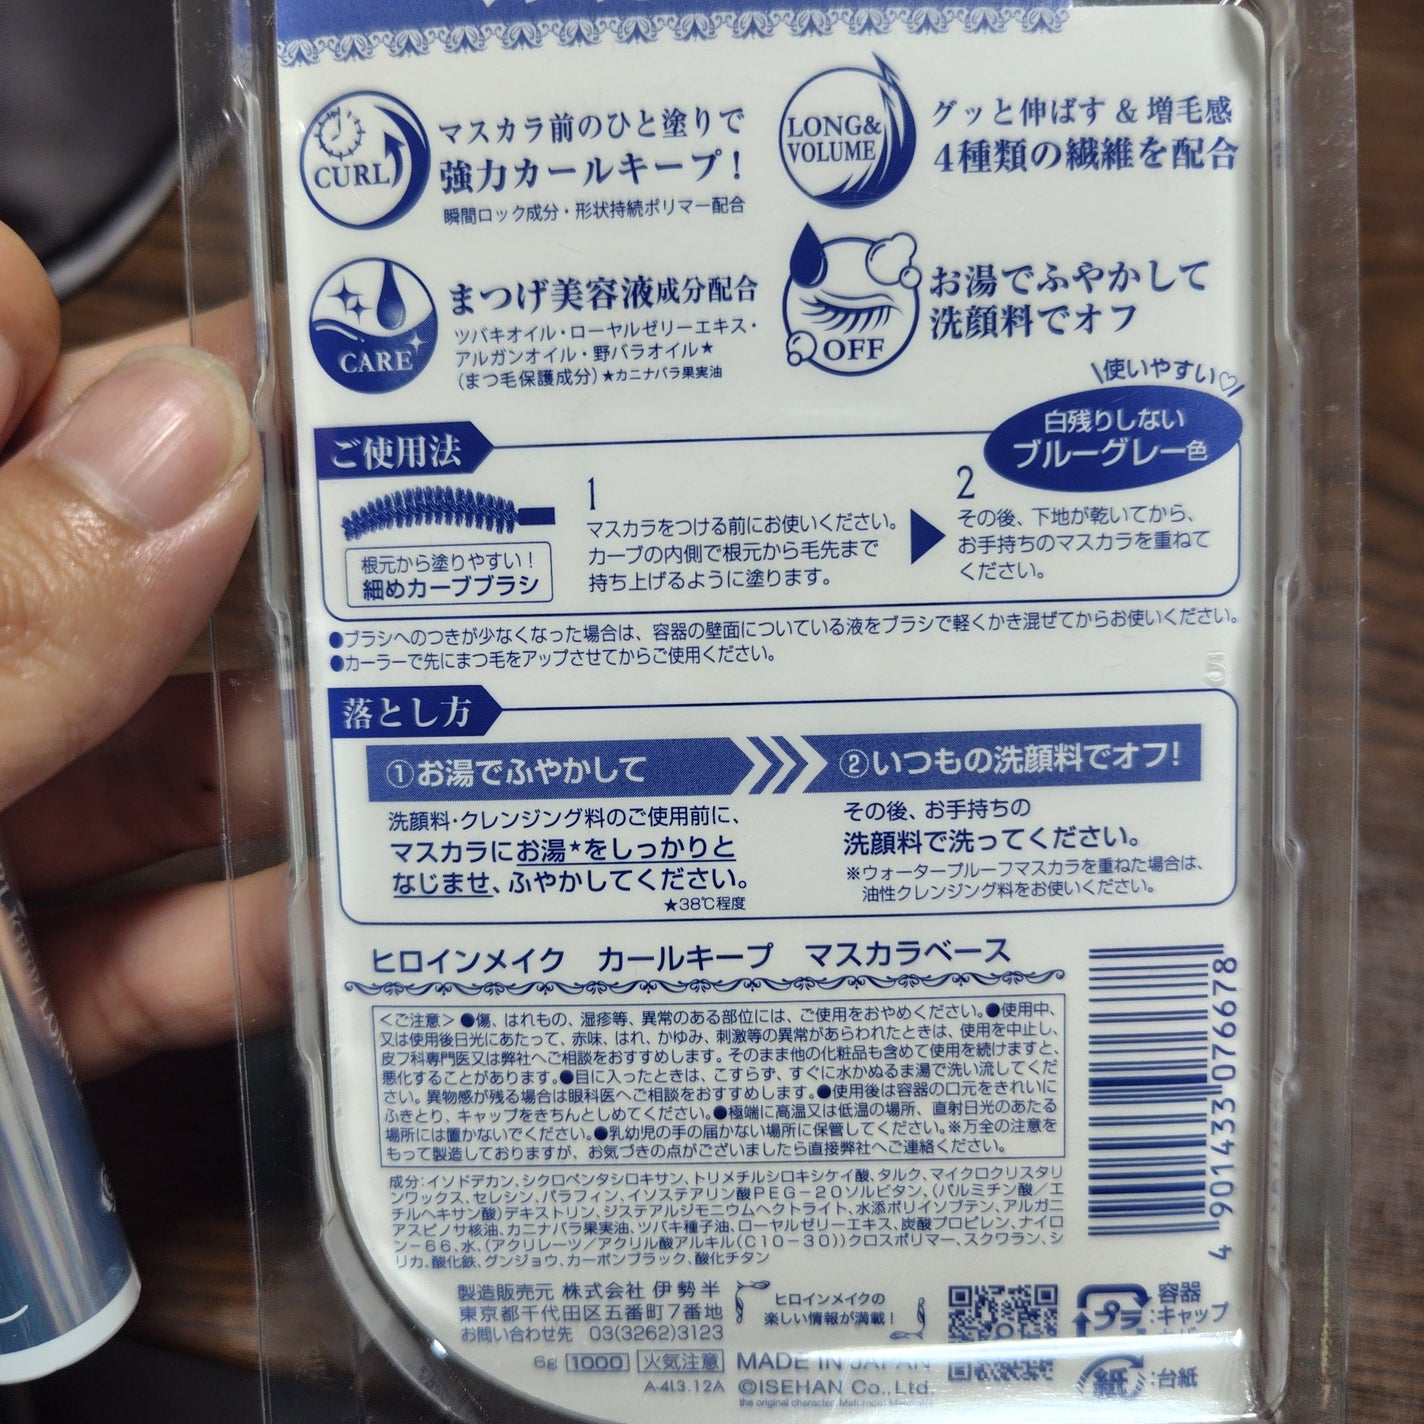 CURL
マスカラ前のひと塗りで
強力カールキープ！
瞬間ロック成分・形状持続ポリマー配合
LONG&
VOLUME
グッと伸ばす＆増毛感
4種類の繊維を配合
CARE
まつげ美容液成分配合
ツバキオイル・ローヤルゼリーエキス・
アルガンオイル・野バラオイル★
（まつ毛保護成分）★カニナバラ果実油
OFF
お湯でふやかして
洗顔料でオフ
\使いやすい♡/
白残りしない
ブルーグレー色
ご使用法
根元から塗りやすい！
細めカーブブラシ
1
マスカラをつける前にお使いください。
カーブの内側で根元から毛先まで
持ち上げるように塗ります。
2
その後、下地が乾いてから、
お手持ちのマスカラを重ねて
ください。
●ブラシへのつきが少なくなった場合は、容器の壁面についている液をブラシで軽くかき混ぜてからお使いください。
●カーラーで先にまつ毛をアップさせてからご使用ください。
落とし方
①お湯でふやかして
洗顔料・クレンジング料のご使用前に、
マスカラにお湯★をしっかりと
なじませ、ふやかしてください。
★38℃程度
②いつもの洗顔料でオフ！
その後、お手持ちの
洗顔料で洗ってください。
※ウォータープルーフマスカラを重ねた場合は、
油性クレンジング料をお使いください。
ヒロインメイク　カールキープ　マスカラベース
＜ご注意＞●傷、はれもの、湿疹等、異常のある部位には、ご使用をおやめください。●使用中、
又は使用後日光にあたって、赤味、はれ、かゆみ、刺激等の異常があらわれたときは、使用を中止し、
皮フ科専門医又は弊社へご相談をおすすめします。そのまま他の化粧品も含めて使用を続けますと、
悪化することがあります。●目に入ったときは、こすらず、すぐに水かぬるま湯で洗い流してくだ
さい。異物感が残る場合は眼科医へご相談をおすすめします。●使用後は容器の口元をきれいに
ふきとり、キャップをきちんとしめてください。●極端に高温又は低温の場所、直射日光のあたる
場所には置かないでください。●乳幼児の手の届かない場所に保管してください。※万全の注意を
もって製造しておりますが、お気づきの点がございましたら直接弊社へご連絡ください。
成分：イソドデカン、シクロペンタシロキサン、トリメチルシロキシケイ酸、タルク、マイクロクリスタリ
ンワックス、セレシン、パラフィン、イソステアリン酸PEG-20ソルビタン、（パルミチン酸／エ
チルヘキサン酸）デキストリン、ジステアルジモニウムヘクトライト、水添ポリイソブテン、アルガニ
アスピノサ核油、カニナバラ果実油、ツバキ種子油、ローヤルゼリーエキス、炭酸プロピレン、ナイロ
ン-66、水、（アクリレーツ／アクリル酸アルキル（C10-30））クロスポリマー、スクワラン、シ
リカ、酸化鉄、グンジョウ、カーボンブラック、酸化チタン
4 901433 076678
製造販売元 株式会社 伊勢半
東京都千代田区五番町7番地
お問い合わせ先 03(3262)3123
ヒロインメイクの
楽しい情報が満載！
プラ
：容器
キャップ
紙
：台紙
6g 1000 火気注意 MADE IN JAPAN
A-4L3.12A ©ISEHAN Co.,Ltd.